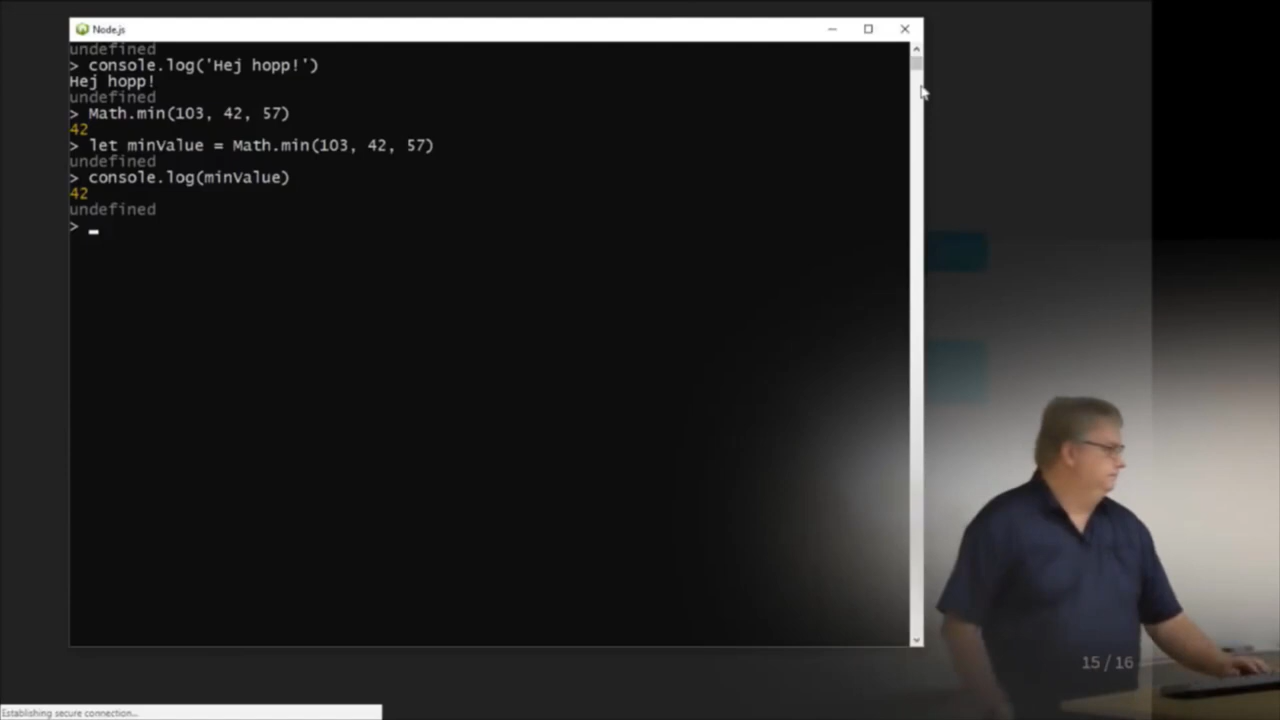 Node.js
undefined
> console.log('Hej hopp!')
Hej hopp!
undefined
> Math.min(103, 42, 57)
42
> let minValue = Math.min(103, 42, 57)
undefined
> console.log(minValue)
42
undefined
>
15 / 16
Establishing secure connection...